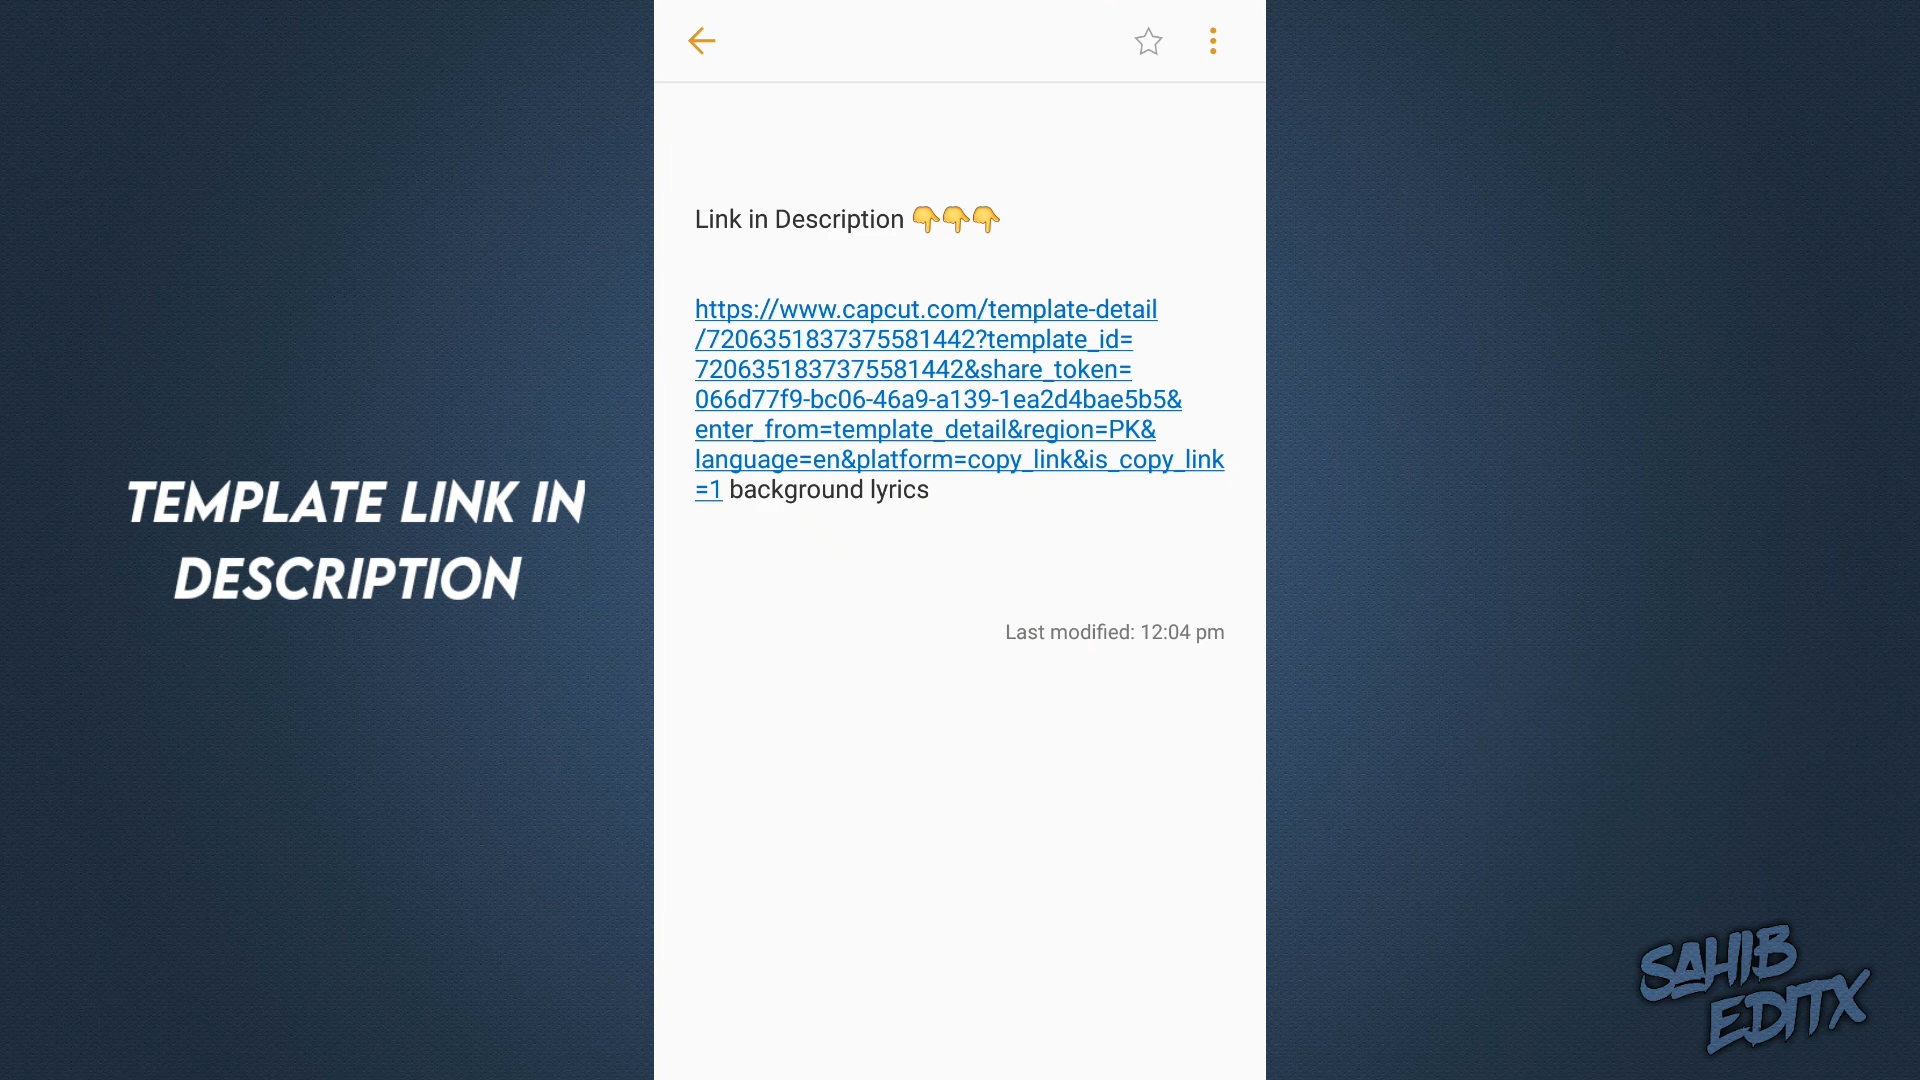 Link in Description 👇👇👇
https://www.capcut.com/template-detail
/7206351837375581442?template_id=
7206351837375581442&share_token=
066d77f9-bc06-46a9-a139-1ea2d4bae5b5&
enter_from=template_detail&region=PK&
language=en&platform=copy_link&is_copy_link
=1 background lyrics
TEMPLATE LINK IN
DESCRIPTION
Last modified: 12:04 pm
SAHIB
EDITX